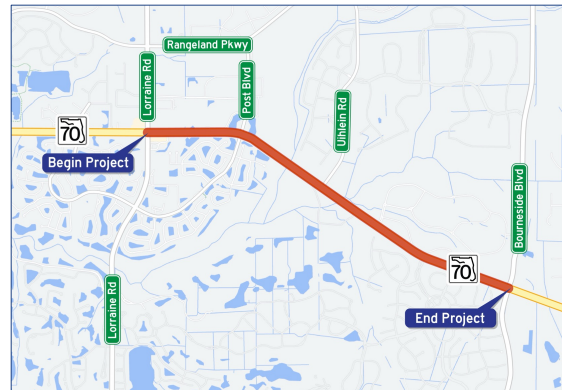 Rangeland Pkwy
Lorraine Rd
Post Blvd
Uihlein Rd
70
Begin Project
Bourneside Blvd
70
Lorraine Rd
End Project